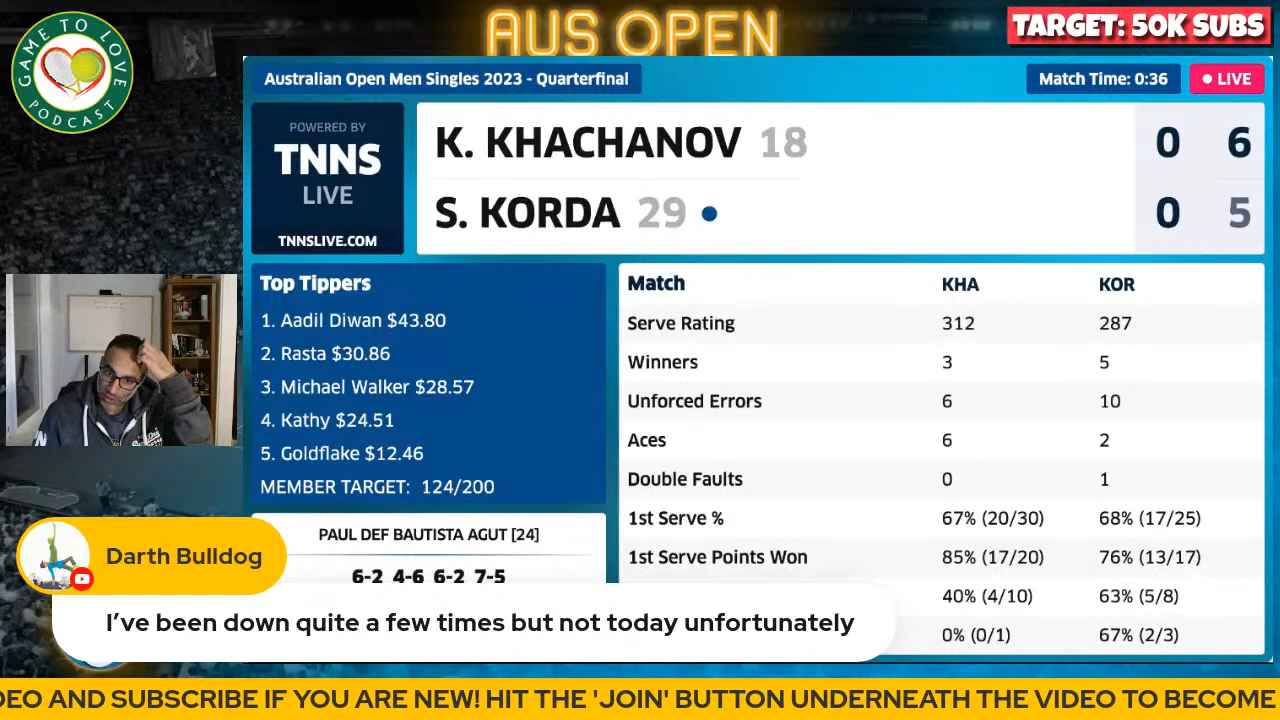 AUS OPEN
TARGET: 50K SUBS
GAME TO LOVE
PODCAST
Australian Open Men Singles 2023 - Quarterfinal
Match Time: 0:36
LIVE
POWERED BY
TNNS
LIVE
TNNSLIVE.COM
K. KHACHANOV 18 0 6
S. KORDA 29 0 5
Top Tippers
1. Aadil Diwan $43.80
2. Rasta $30.86
3. Michael Walker $28.57
4. Kathy $24.51
5. Goldflake $12.46
MEMBER TARGET: 124/200
PAUL DEF BAUTISTA AGUT [24]
6-2 4-6 6-2 7-5
Match KHA KOR
Serve Rating 312 287
Winners 3 5
Unforced Errors 6 10
Aces 6 2
Double Faults 0 1
1st Serve % 67% (20/30) 68% (17/25)
1st Serve Points Won 85% (17/20) 76% (13/17)
40% (4/10) 63% (5/8)
0% (0/1) 67% (2/3)
Darth Bulldog
I’ve been down quite a few times but not today unfortunately
DEO AND SUBSCRIBE IF YOU ARE NEW! HIT THE 'JOIN' BUTTON UNDERNEATH THE VIDEO TO BECOME